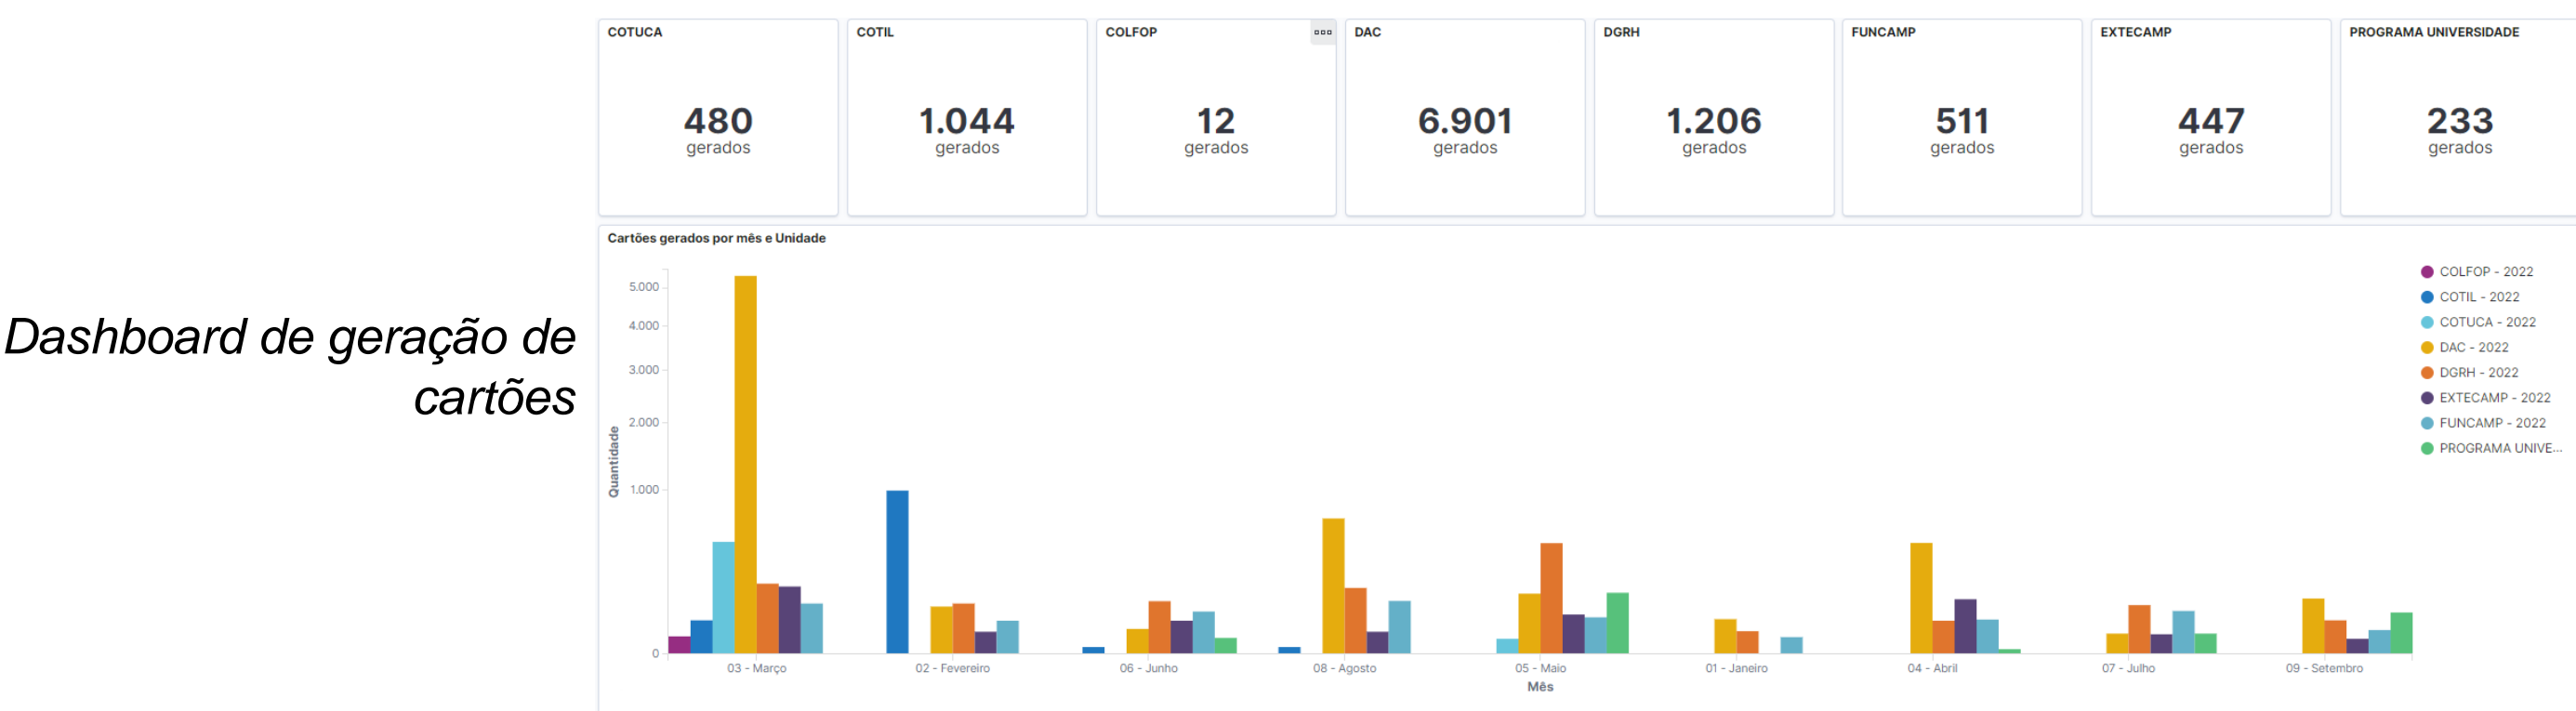 Dashboard de geração de
cartões
COTUCA
480
gerados
COTIL
1.044
gerados
COLFOP
12
gerados
DAC
6.901
gerados
DGRH
1.206
gerados
FUNCAMP
511
gerados
EXTECAMP
447
gerados
PROGRAMA UNIVERSIDADE
233
gerados
Cartões gerados por mês e Unidade
Quantidade
5.000
4.000
3.000
2.000
1.000
0
03 - Março
02 - Fevereiro
06 - Junho
08 - Agosto
05 - Maio
01 - Janeiro
04 - Abril
07 - Julho
09 - Setembro
Mês
COLFOP - 2022
COTIL - 2022
COTUCA - 2022
DAC - 2022
DGRH - 2022
EXTECAMP - 2022
FUNCAMP - 2022
PROGRAMA UNIVE...